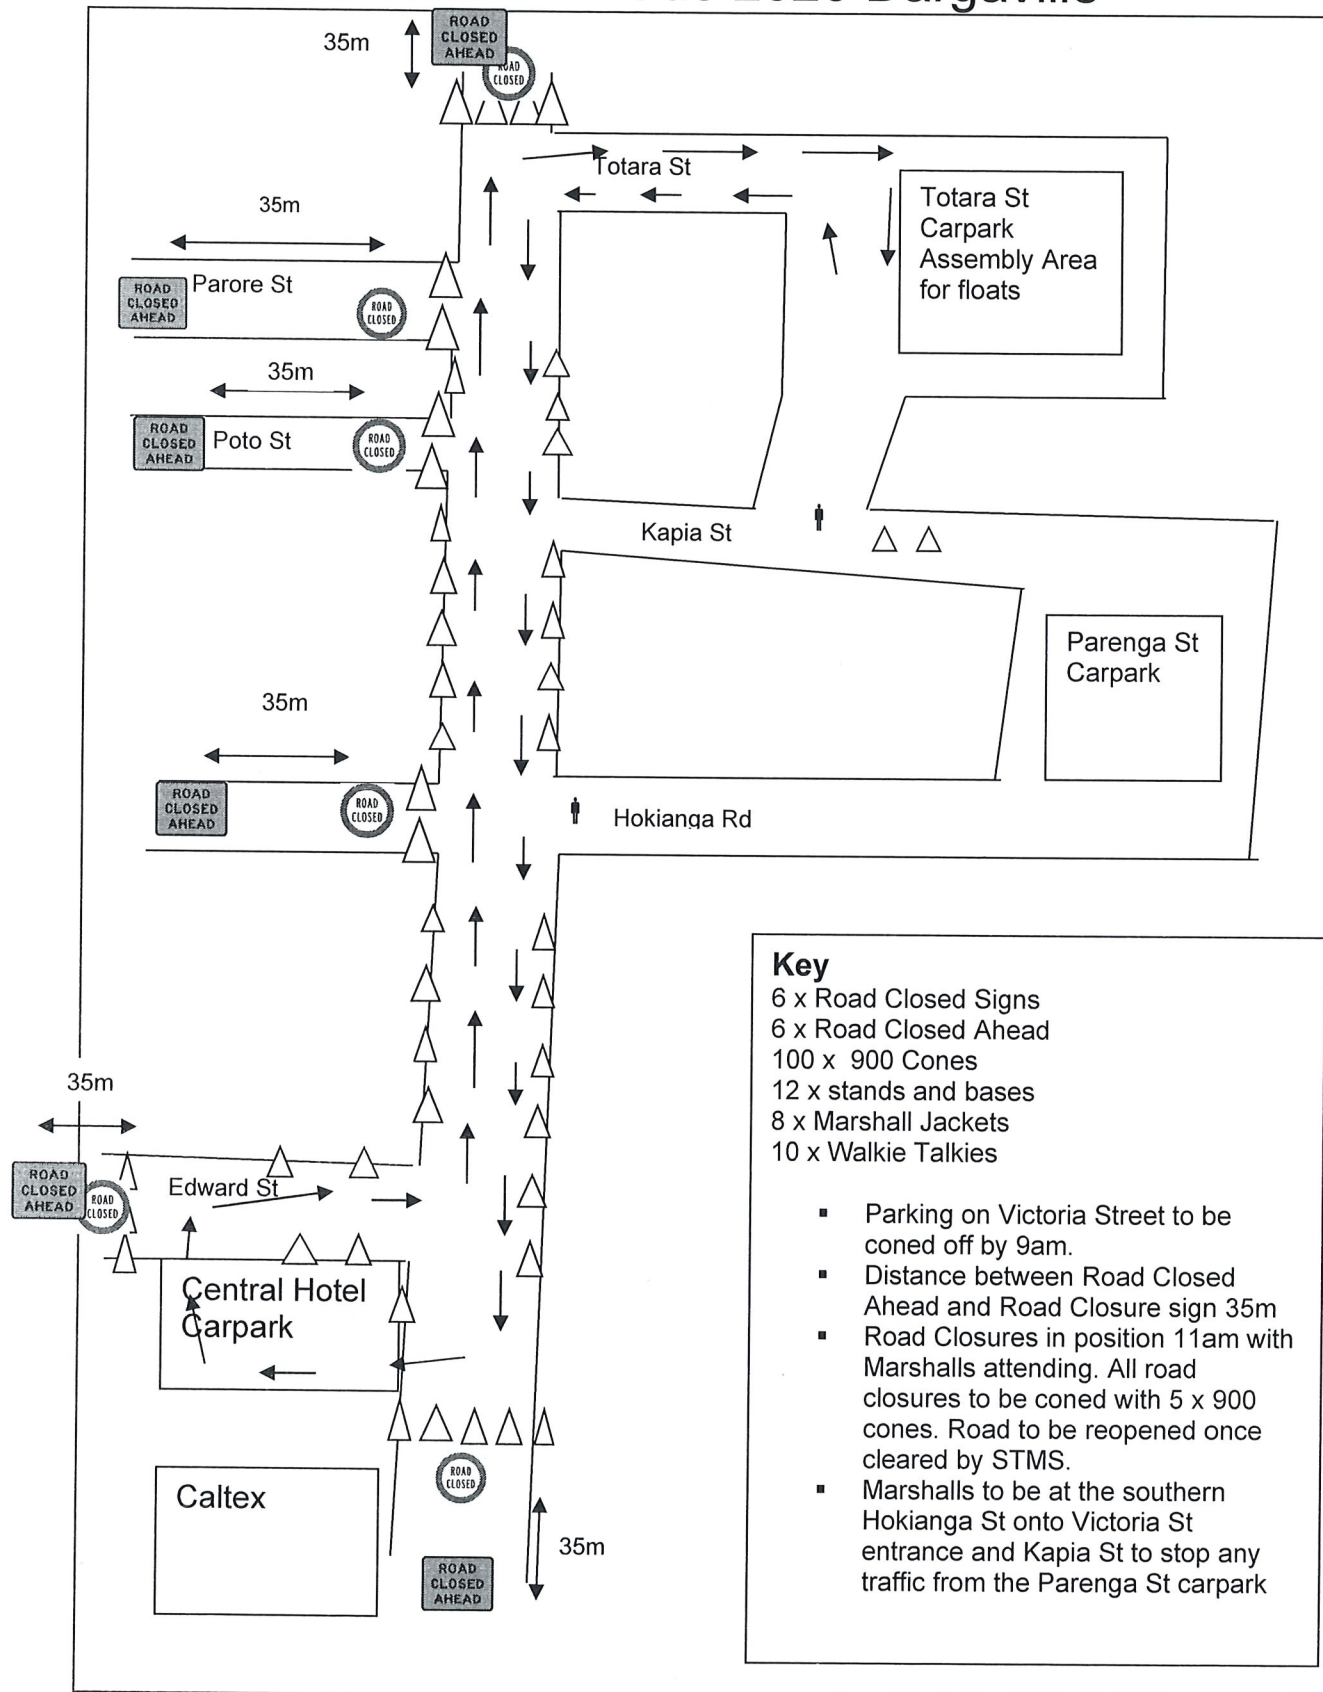 Dargaville
35m
ROAD
CLOSED
AHEAD
ROAD
CLOSED
Totara St
Totara St
Carpark
Assembly Area
for floats
35m
Parore St
ROAD
CLOSED
AHEAD
ROAD
CLOSED
35m
Poto St
ROAD
CLOSED
AHEAD
ROAD
CLOSED
Kapia St
Parenga St
Carpark
35m
ROAD
CLOSED
AHEAD
ROAD
CLOSED
Hokianga Rd
35m
ROAD
CLOSED
AHEAD
ROAD
CLOSED
Edward St
Central Hotel
Carpark
Caltex
ROAD
CLOSED
35m
ROAD
CLOSED
AHEAD
Key
6 x Road Closed Signs
6 x Road Closed Ahead
100 x 900 Cones
12 x stands and bases
8 x Marshall Jackets
10 x Walkie Talkies
▪ Parking on Victoria Street to be
coned off by 9am.
▪ Distance between Road Closed
Ahead and Road Closure sign 35m
▪ Road Closures in position 11am with
Marshalls attending. All road
closures to be coned with 5 x 900
cones. Road to be reopened once
cleared by STMS.
▪ Marshalls to be at the southern
Hokianga St onto Victoria St
entrance and Kapia St to stop any
traffic from the Parenga St carpark